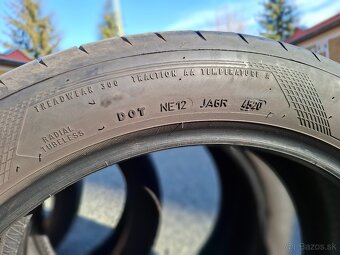 TREADWEAR 300 TRACTION AA TEMPERATURE A
RADIAL
TUBELESS
DOT NE12 JA6R 4520
bazos.sk